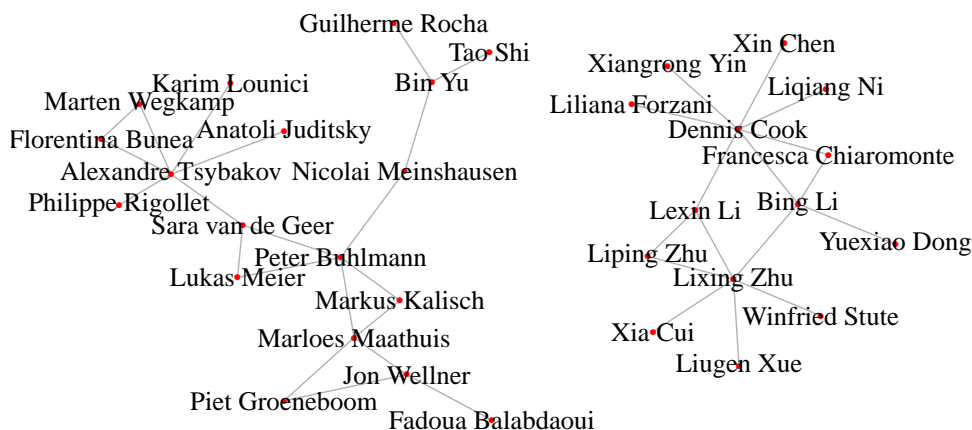 Guilherme Rocha
Tao Shi
Bin Yu
Karim Lounici
Marten Wegkamp
Anatoli Juditsky
Florentina Bunea
Alexandre Tsybakov
Nicolai Meinshausen
Philippe Rigollet
Sara van de Geer
Peter Buhlmann
Lukas Meier
Markus Kalisch
Marloes Maathuis
Jon Wellner
Piet Groeneboom
Fadoua Balabdaoui
Xin Chen
Xiangrong Yin
Liqiang Ni
Liliana Forzani
Dennis Cook
Francesca Chiaromonte
Lexin Li
Bing Li
Yuexiao Dong
Liping Zhu
Lixing Zhu
Winfried Stute
Xia Cui
Liugen Xue